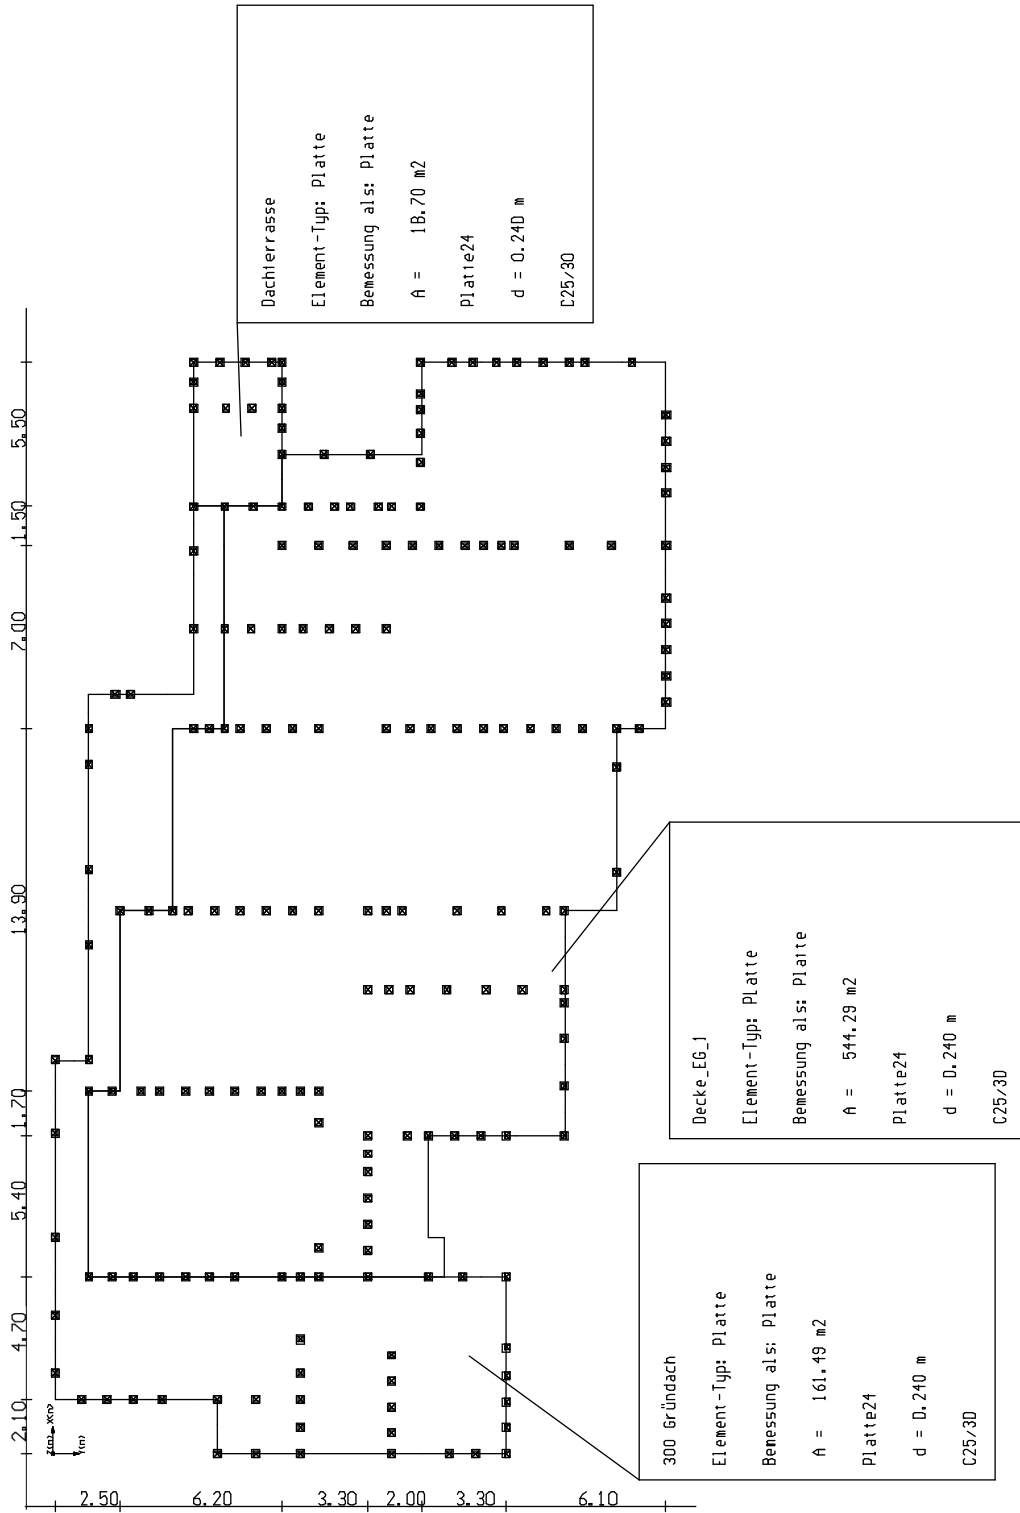 Dachierrasse
Element-Typ: Platte
Bemessung als: Platte
A = 18.70 m2
Platte24
d = 0.240 m
C25/30
Decke_EG_1
Element-Typ: Platte
Bemessung als: Platte
A = 544.29 m2
Platte24
d = 0.240 m
C25/30
300 Gründach
Element-Typ: Platte
Bemessung als: Platte
A = 161.49 m2
Platte24
d = 0.240 m
C25/30
2.10 4.70 5.40 1.70 13.90 7.00 1.50 5.50
2.50 6.20 3.30 2.00 3.30 6.10